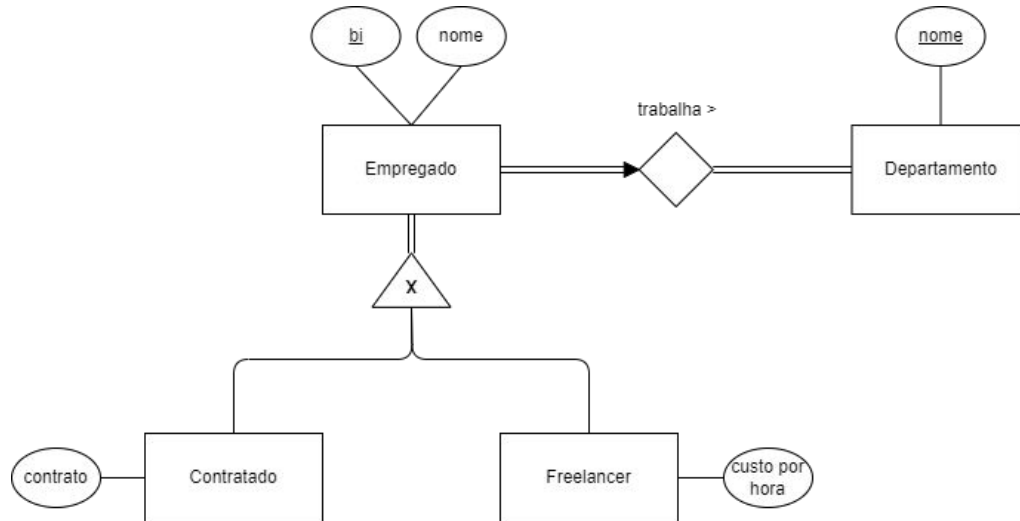 bi
nome
nome
trabalha >
Empregado
Departamento
X
contrato
Contratado
Freelancer
custo por
hora